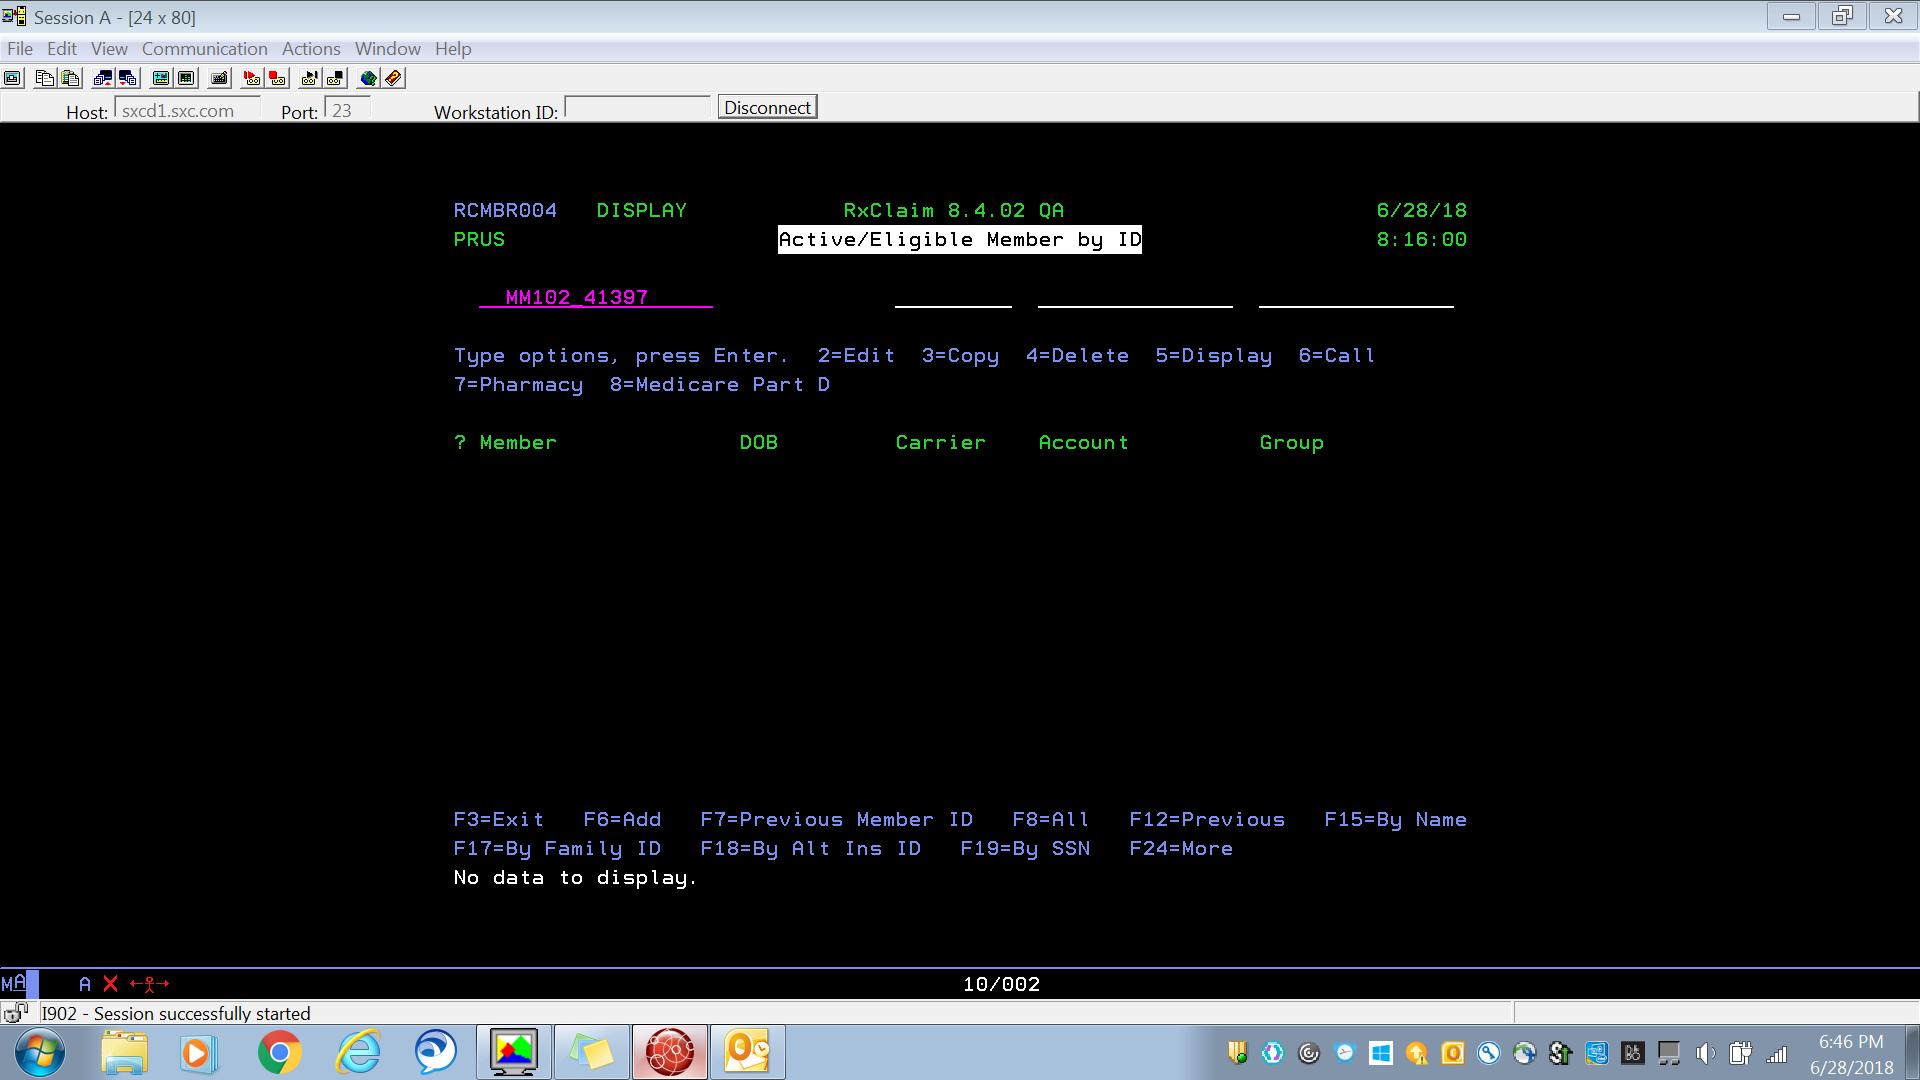 Session A - [24 x 80]
File Edit View Communication Actions Window Help
Host: sxcd1.sxc.com Port: 23 Workstation ID: Disconnect
RCMBR004 DISPLAY RxClaim 8.4.02 QA 6/28/18
PRUS Active/Eligible Member by ID 8:16:00
MM102_41397
Type options, press Enter. 2=Edit 3=Copy 4=Delete 5=Display 6=Call
7=Pharmacy 8=Medicare Part D
? Member DOB Carrier Account Group
F3=Exit F6=Add F7=Previous Member ID F8=All F12=Previous F15=By Name
F17=By Family ID F18=By Alt Ins ID F19=By SSN F24=More
No data to display.
MA A X 10/002
I902 - Session successfully started
6:46 PM
6/28/2018